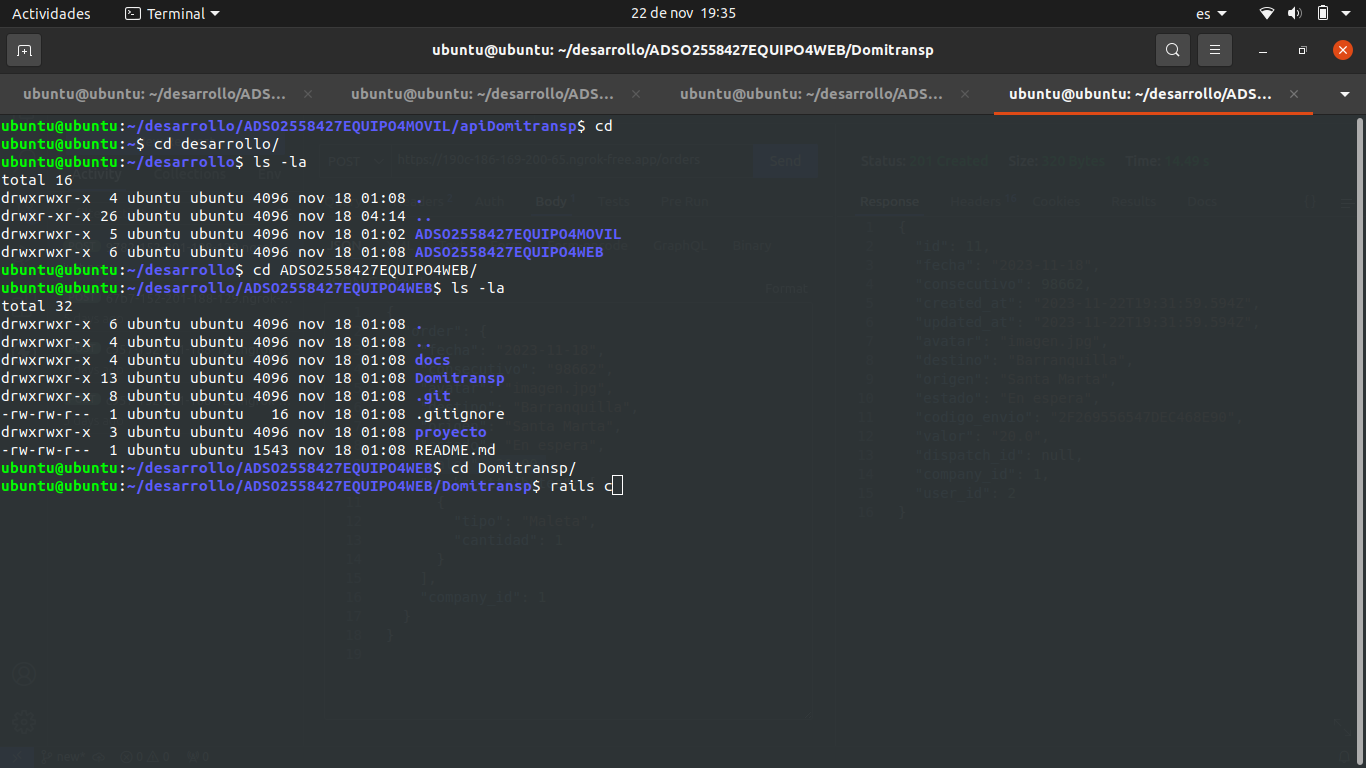 Actividades Terminal 22 de nov 19:35 es
ubuntu@ubuntu: ~/desarrollo/ADSO2558427EQUIPO4WEB/Domitransp
ubuntu@ubuntu: ~/desarrollo/ADS... ubuntu@ubuntu: ~/desarrollo/ADS... ubuntu@ubuntu: ~/desarrollo/ADS... ubuntu@ubuntu: ~/desarrollo/ADS...
ubuntu@ubuntu:~/desarrollo/ADSO2558427EQUIPO4MOVIL/apiDomitransp$ cd
ubuntu@ubuntu:~$ cd desarrollo/
ubuntu@ubuntu:~/desarrollo$ ls -la
total 16
drwxrwxr-x  4 ubuntu ubuntu 4096 nov 18 01:08 .
drwxr-xr-x 26 ubuntu ubuntu 4096 nov 18 04:14 ..
drwxrwxr-x  5 ubuntu ubuntu 4096 nov 18 01:02 ADSO2558427EQUIPO4MOVIL
drwxrwxr-x  6 ubuntu ubuntu 4096 nov 18 01:08 ADSO2558427EQUIPO4WEB
ubuntu@ubuntu:~/desarrollo$ cd ADSO2558427EQUIPO4WEB/
ubuntu@ubuntu:~/desarrollo/ADSO2558427EQUIPO4WEB$ ls -la
total 32
drwxrwxr-x  6 ubuntu ubuntu 4096 nov 18 01:08 .
drwxrwxr-x  4 ubuntu ubuntu 4096 nov 18 01:08 ..
drwxrwxr-x  4 ubuntu ubuntu 4096 nov 18 01:08 docs
drwxrwxr-x 13 ubuntu ubuntu 4096 nov 18 01:08 Domitransp
drwxrwxr-x  8 ubuntu ubuntu 4096 nov 18 01:08 .git
-rw-rw-r--  1 ubuntu ubuntu   16 nov 18 01:08 .gitignore
drwxrwxr-x  3 ubuntu ubuntu 4096 nov 18 01:08 proyecto
-rw-rw-r--  1 ubuntu ubuntu 1543 nov 18 01:08 README.md
ubuntu@ubuntu:~/desarrollo/ADSO2558427EQUIPO4WEB$ cd Domitransp/
ubuntu@ubuntu:~/desarrollo/ADSO2558427EQUIPO4WEB/Domitransp$ rails c